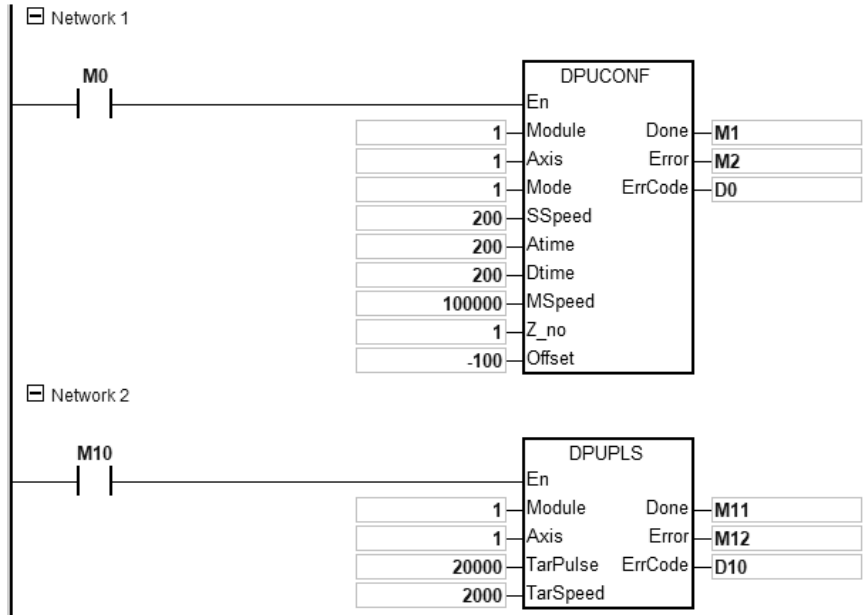 Network 1
M0
DPUCONF
En
1 Module Done M1
1 Axis Error M2
1 Mode ErrCode D0
200 SSpeed
200 Atime
200 Dtime
100000 MSpeed
1 Z_no
-100 Offset
Network 2
M10
DPUPLS
En
1 Module Done M11
1 Axis Error M12
20000 TarPulse ErrCode D10
2000 TarSpeed